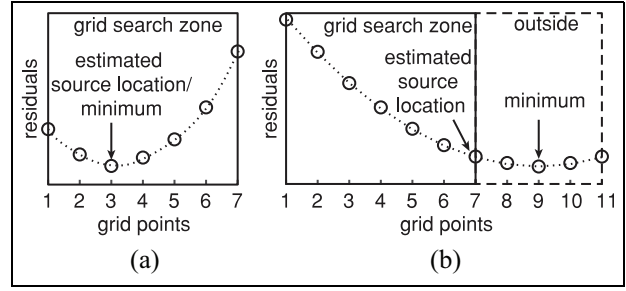 grid search zone
estimated
source location/
minimum
residuals
1 2 3 4 5 6 7
grid points
(a)
grid search zone
outside
estimated
source
location
minimum
residuals
1 2 3 4 5 6 7 8 9 10 11
grid points
(b)